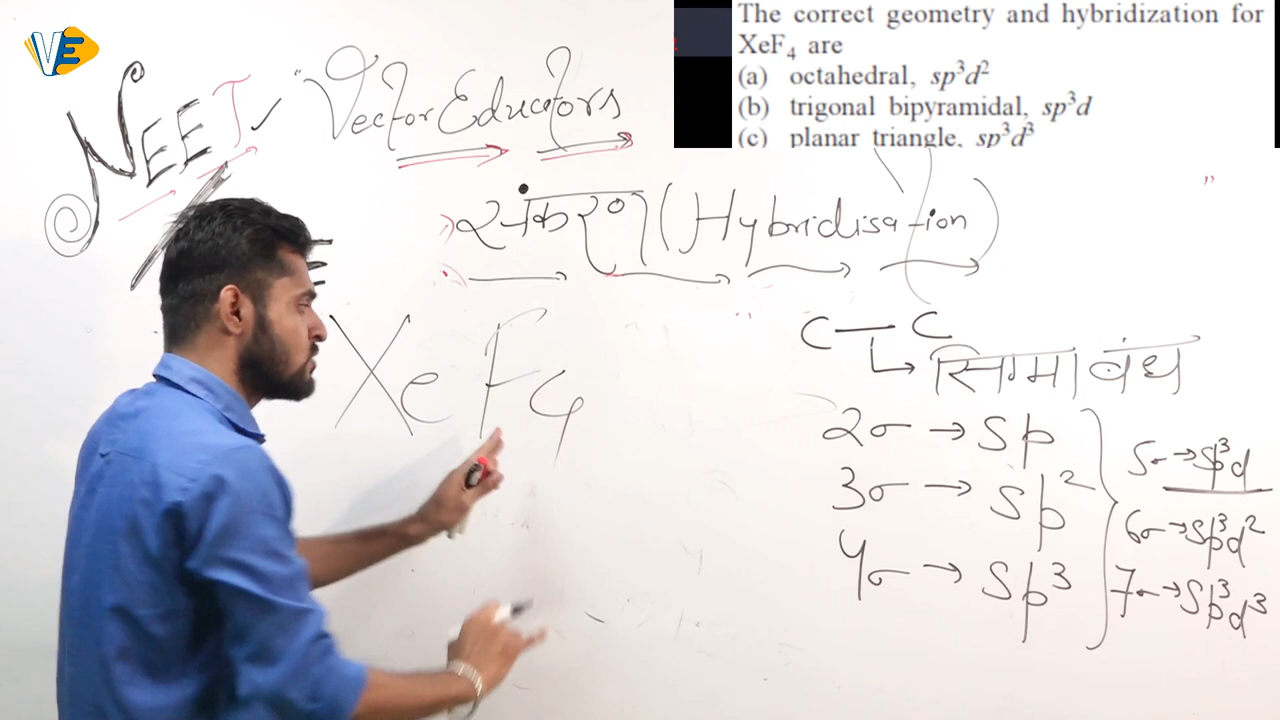 VE
The correct geometry and hybridization for
XeF₄ are
(a) octahedral, sp³d²
(b) trigonal bipyramidal, sp³d
(c) planar triangle, sp³d³
NEET ✓ "Vector Educators
"
संकरण (Hybridisation)
XeF4
C — C
↳ सिग्मा बंध
2σ → sp
3σ → sp²
4σ → sp³
5σ → sp³d
6σ → sp³d²
7σ → sp³d³